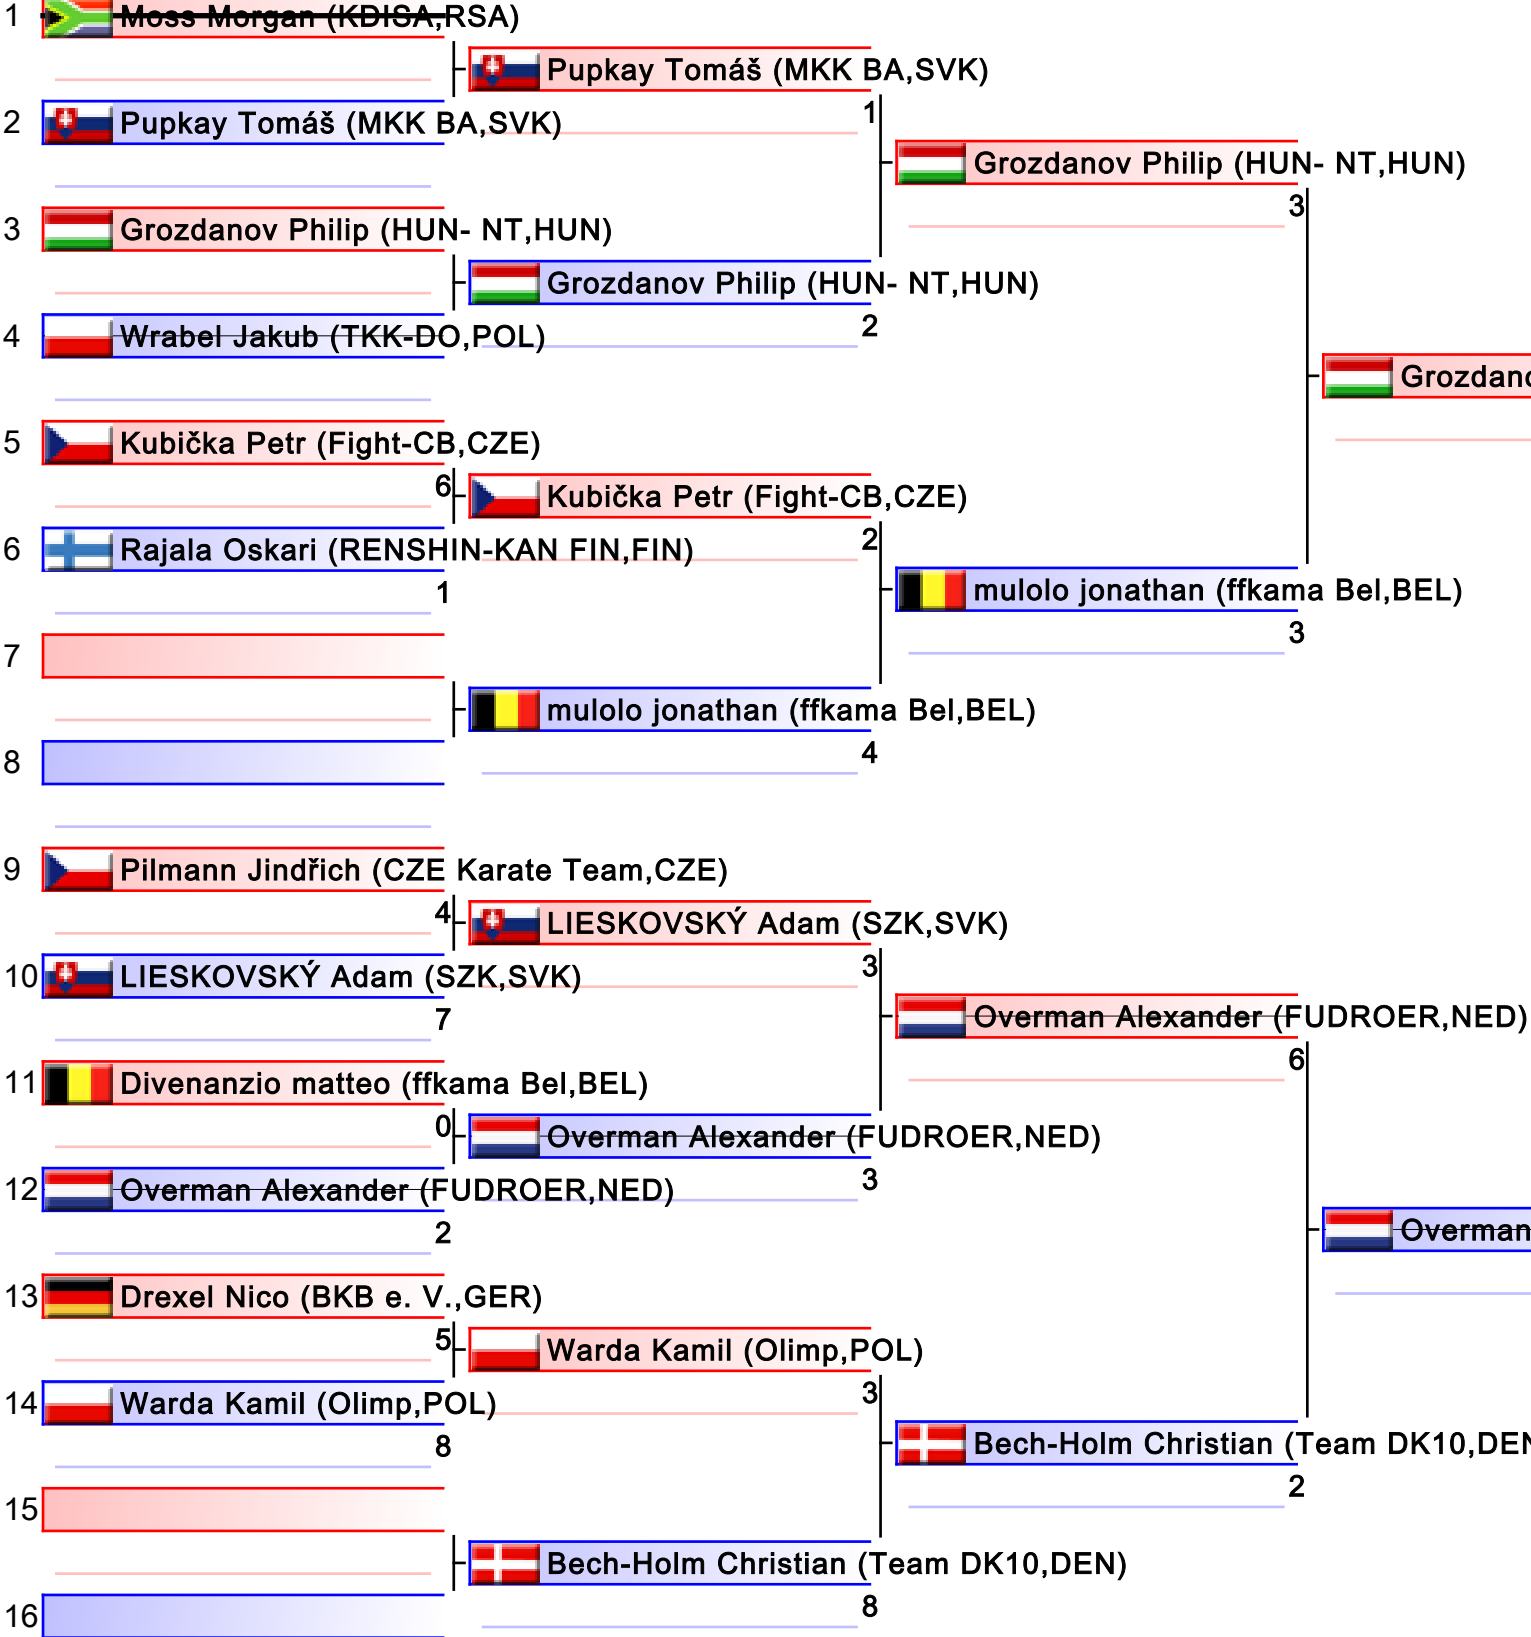 1 Moss Morgan (KDISA,RSA)
Pupkay Tomáš (MKK BA,SVK)
1
2 Pupkay Tomáš (MKK BA,SVK)
Grozdanov Philip (HUN- NT,HUN)
3
3 Grozdanov Philip (HUN- NT,HUN)
Grozdanov Philip (HUN- NT,HUN)
2
4 Wrabel Jakub (TKK-DO,POL)
Grozdano
5 Kubička Petr (Fight-CB,CZE)
6
Kubička Petr (Fight-CB,CZE)
2
6 Rajala Oskari (RENSHIN-KAN FIN,FIN)
1
mulolo jonathan (ffkama Bel,BEL)
3
7
mulolo jonathan (ffkama Bel,BEL)
4
8
9 Pilmann Jindřich (CZE Karate Team,CZE)
4
LIESKOVSKÝ Adam (SZK,SVK)
3
10 LIESKOVSKÝ Adam (SZK,SVK)
7
Overman Alexander (FUDROER,NED)
6
11 Divenanzio matteo (ffkama Bel,BEL)
0
Overman Alexander (FUDROER,NED)
3
12 Overman Alexander (FUDROER,NED)
2
Overman
13 Drexel Nico (BKB e. V.,GER)
5
Warda Kamil (Olimp,POL)
3
14 Warda Kamil (Olimp,POL)
8
Bech-Holm Christian (Team DK10,DEN
2
15
Bech-Holm Christian (Team DK10,DEN)
8
16